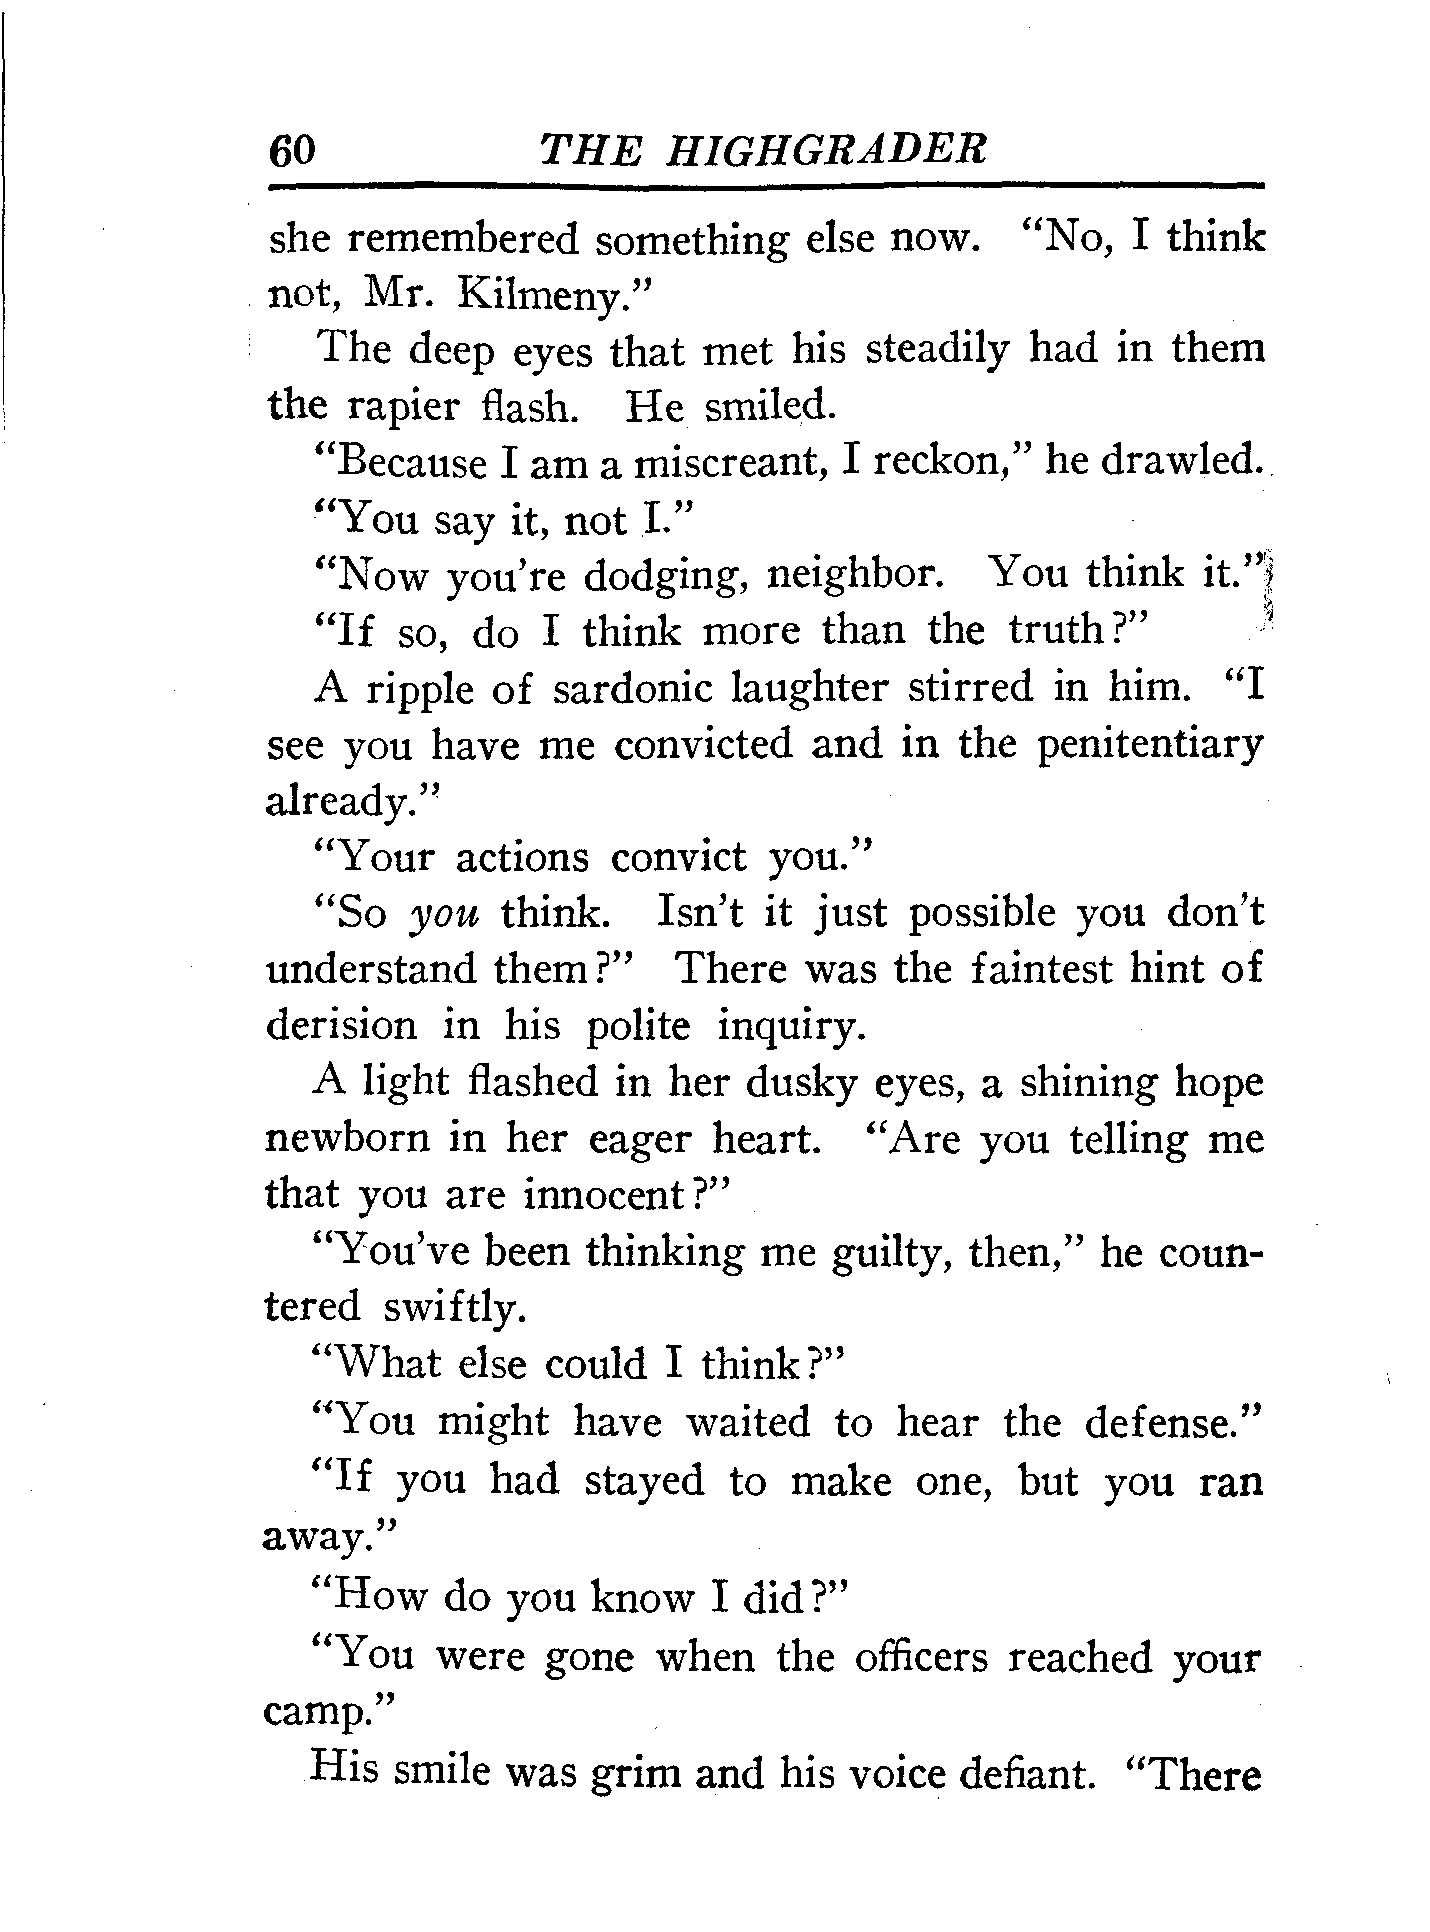 60 THE HIGHGRADER
she remembered something else now. “No, I think
not, Mr. Kilmeny.”
The deep eyes that met his steadily had in them
the rapier flash. He smiled.
“Because I am a miscreant, I reckon,” he drawled.
“You say it, not I.”
“Now you’re dodging, neighbor. You think it.”
“If so, do I think more than the truth?”
A ripple of sardonic laughter stirred in him. “I
see you have me convicted and in the penitentiary
already.”
“Your actions convict you.”
“So you think. Isn’t it just possible you don’t
understand them?” There was the faintest hint of
derision in his polite inquiry.
A light flashed in her dusky eyes, a shining hope
newborn in her eager heart. “Are you telling me
that you are innocent?”
“You’ve been thinking me guilty, then,” he coun-
tered swiftly.
“What else could I think?”
“You might have waited to hear the defense.”
“If you had stayed to make one, but you ran
away.”
“How do you know I did?”
“You were gone when the officers reached your
camp.”
His smile was grim and his voice defiant. “There